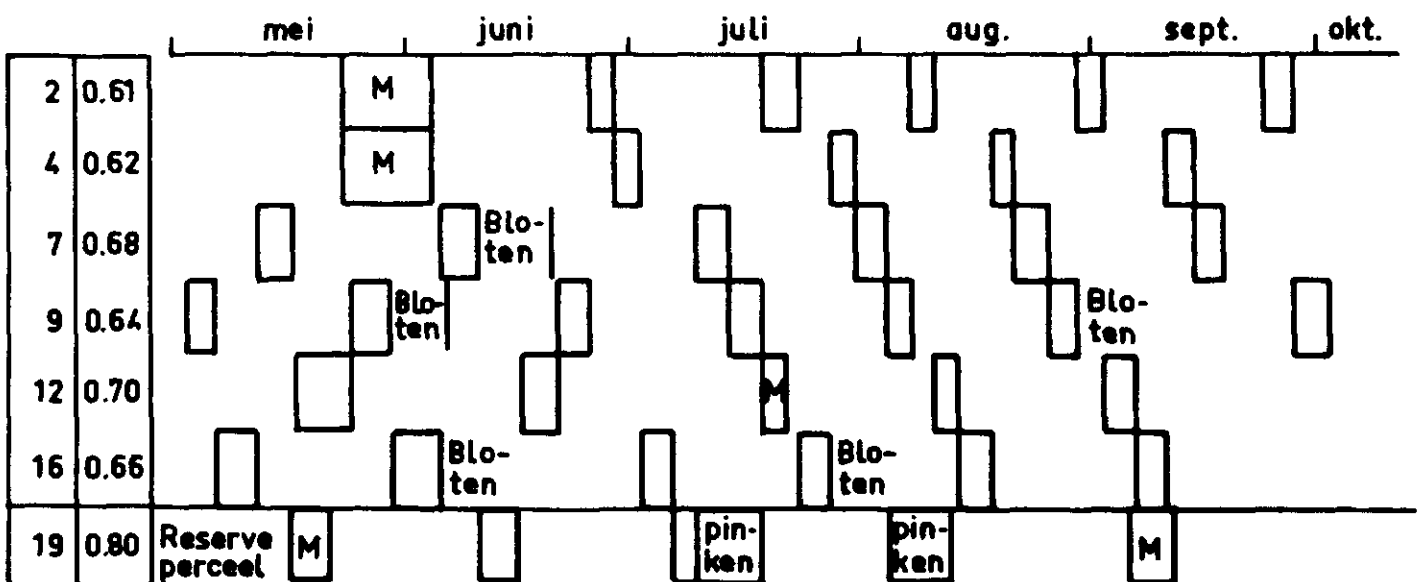 mei juni juli aug. sept. okt.
2 0.61 M
4 0.62 M
7 0.68 Blo-
ten
9 0.64 Blo-
ten
Blo-
ten
12 0.70 M
16 0.66 Blo-
ten
Blo-
ten
19 0.80 Reserve
perceel
M
pin-
ken
pin-
ken
M